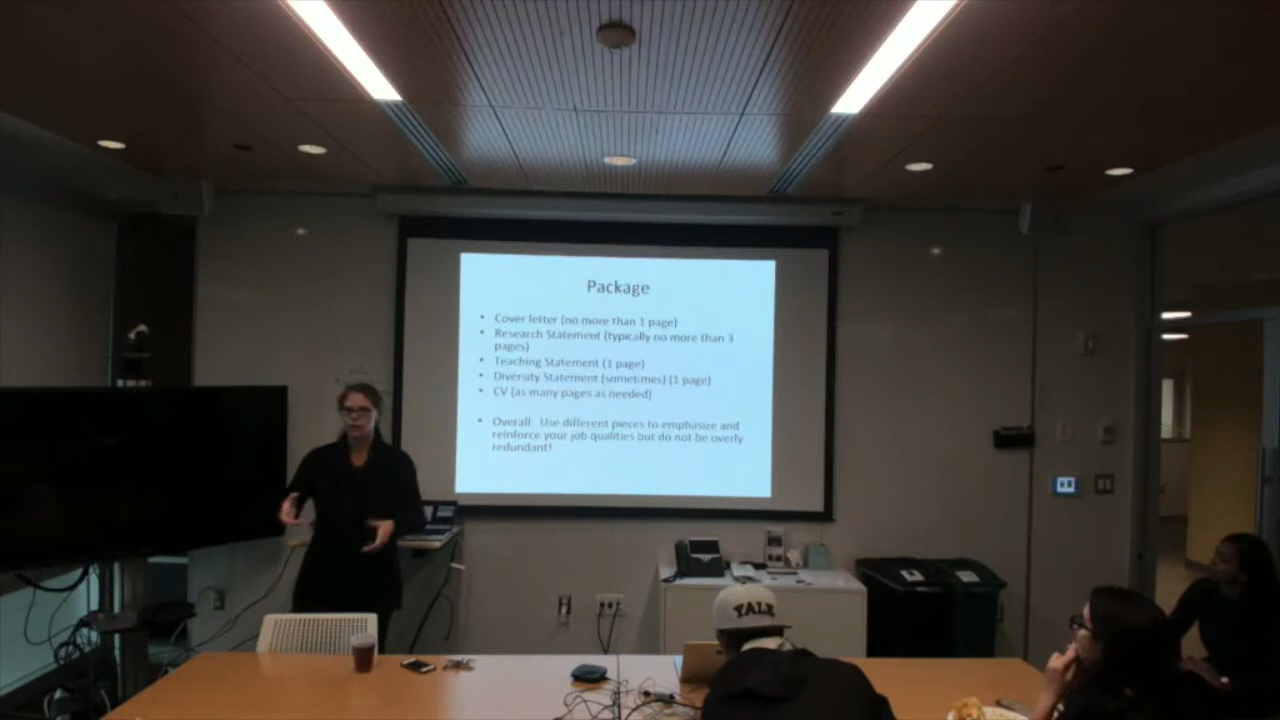 Package
• Cover letter (no more than 1 page)
• Research Statement (typically no more than 3
pages)
• Teaching Statement (1 page)
• Diversity Statement (sometimes) (1 page)
• CV (as many pages as needed)
• Overall: Use different pieces to emphasize and
reinforce your job qualities but do not be overly
redundant!
YALE